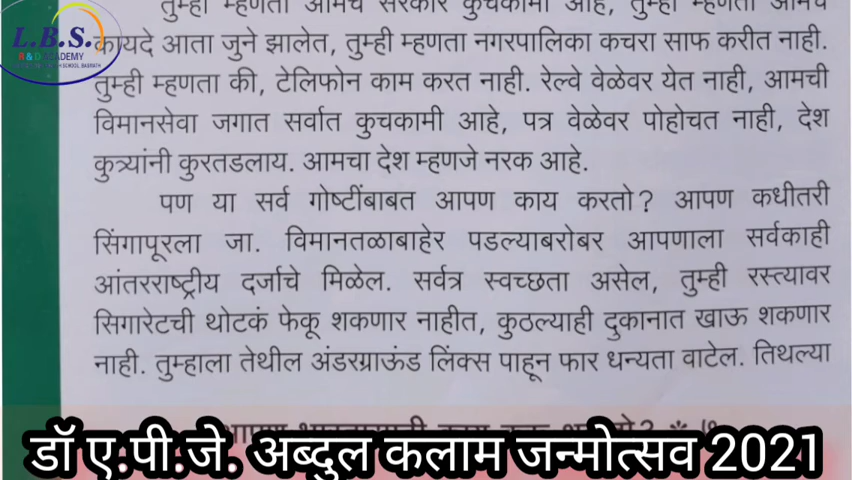 तुम्ही म्हणता आमचे सरकार कुचकामी आहे, तुम्ही म्हणता आमचे
L.B.S.
R & D ACADEMY
कायदे आता जुने झालेत, तुम्ही म्हणता नगरपालिका कचरा साफ करीत नाही.
तुम्ही म्हणता की, टेलिफोन काम करत नाही. रेल्वे वेळेवर येत नाही, आमची
विमानसेवा जगात सर्वात कुचकामी आहे, पत्र वेळेवर पोहोचत नाही, देश
कुत्र्यांनी कुरतडलाय. आमचा देश म्हणजे नरक आहे.
पण या सर्व गोष्टींबाबत आपण काय करतो? आपण कधीतरी
सिंगापूरला जा. विमानतळाबाहेर पडल्याबरोबर आपणाला सर्वकाही
आंतरराष्ट्रीय दर्जाचे मिळेल. सर्वत्र स्वच्छता असेल, तुम्ही रस्त्यावर
सिगारेटची थोटकं फेकू शकणार नाहीत, कुठल्याही दुकानात खाऊ शकणार
नाही. तुम्हाला तेथील अंडरग्राऊंड लिंक्स पाहून फार धन्यता वाटेल. तिथल्या
डॉ ए.पी.जे. अब्दुल कलाम जन्मोत्सव 2021